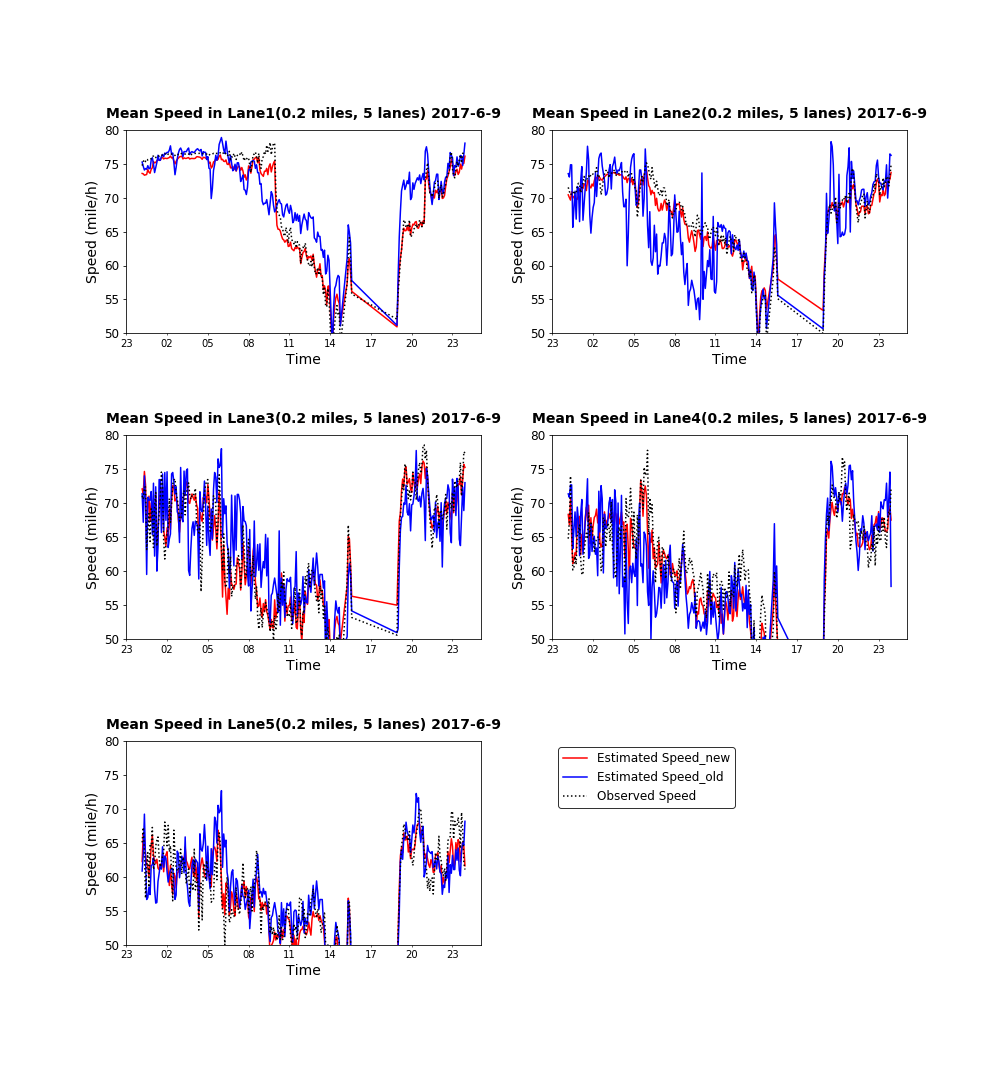 Mean Speed in Lane1(0.2 miles, 5 lanes) 2017-6-9
80
75
70
65
60
55
50
Speed (mile/h)
23 02 05 08 11 14 17 20 23
Time
Mean Speed in Lane2(0.2 miles, 5 lanes) 2017-6-9
80
75
70
65
60
55
50
Speed (mile/h)
23 02 05 08 11 14 17 20 23
Time
Mean Speed in Lane3(0.2 miles, 5 lanes) 2017-6-9
80
75
70
65
60
55
50
Speed (mile/h)
23 02 05 08 11 14 17 20 23
Time
Mean Speed in Lane4(0.2 miles, 5 lanes) 2017-6-9
80
75
70
65
60
55
50
Speed (mile/h)
23 02 05 08 11 14 17 20 23
Time
Mean Speed in Lane5(0.2 miles, 5 lanes) 2017-6-9
80
75
70
65
60
55
50
Speed (mile/h)
23 02 05 08 11 14 17 20 23
Time
Estimated Speed_new
Estimated Speed_old
Observed Speed